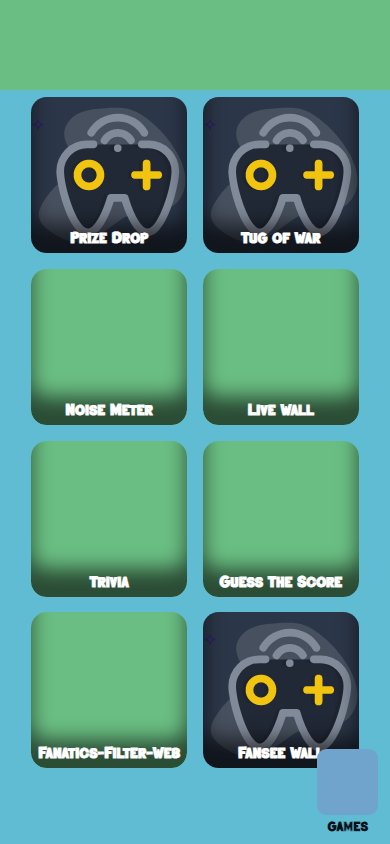 Prize Drop
Tug of War
Noise Meter
Live Wall
Trivia
Guess The Score
Fanatics-Filter-Web
Fansee Wall
GAMES